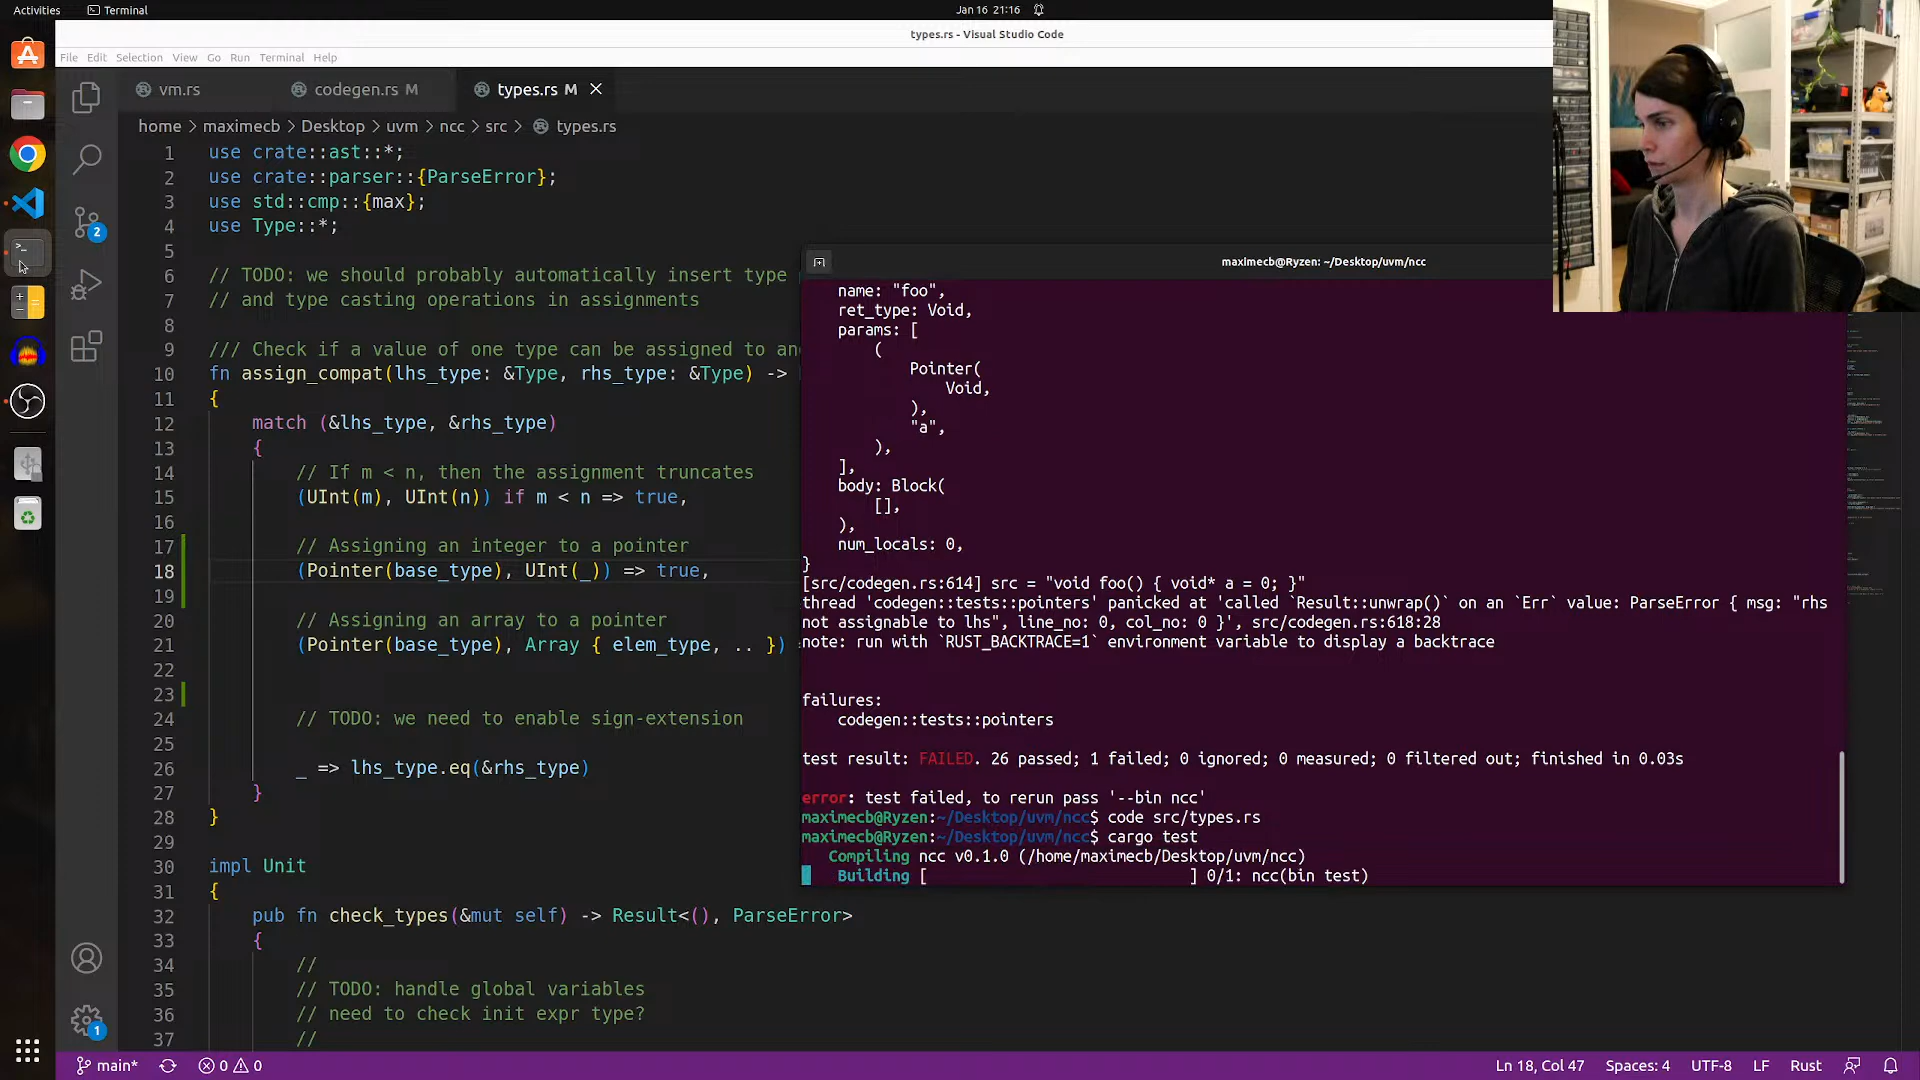 Activities
Terminal
Jan 16 21:16
types.rs - Visual Studio Code
File Edit Selection View Go Run Terminal Help
vm.rs
codegen.rs M
types.rs M
home > maximecb > Desktop > uvm > ncc > src > types.rs
1 use crate::ast::*;
2 use crate::parser::{ParseError};
3 use std::cmp::{max};
4 use Type::*;
5
6 // TODO: we should probably automatically insert type
7 // and type casting operations in assignments
8
9 /// Check if a value of one type can be assigned to an
10 fn assign_compat(lhs_type: &Type, rhs_type: &Type) ->
11 {
12 match (&lhs_type, &rhs_type)
13 {
14 // If m < n, then the assignment truncates
15 (UInt(m), UInt(n)) if m < n => true,
16
17 // Assigning an integer to a pointer
18 (Pointer(base_type), UInt(_)) => true,
19
20 // Assigning an array to a pointer
21 (Pointer(base_type), Array { elem_type, .. })
22
23
24 // TODO: we need to enable sign-extension
25
26 _ => lhs_type.eq(&rhs_type)
27 }
28 }
29
30 impl Unit
31 {
32 pub fn check_types(&mut self) -> Result<(), ParseError>
33 {
34 //
35 // TODO: handle global variables
36 // need to check init expr type?
37 //
maximecb@Ryzen: ~/Desktop/uvm/ncc
name: "foo",
ret_type: Void,
params: [
(
Pointer(
Void,
),
"a",
),
],
body: Block(
[],
),
num_locals: 0,
}
[src/codegen.rs:614] src = "void foo() { void* a = 0; }"
thread 'codegen::tests::pointers' panicked at 'called `Result::unwrap()` on an `Err` value: ParseError { msg: "rhs
not assignable to lhs", line_no: 0, col_no: 0 }', src/codegen.rs:618:28
note: run with `RUST_BACKTRACE=1` environment variable to display a backtrace
failures:
codegen::tests::pointers
test result: FAILED. 26 passed; 1 failed; 0 ignored; 0 measured; 0 filtered out; finished in 0.03s
error: test failed, to rerun pass '--bin ncc'
maximecb@Ryzen:~/Desktop/uvm/ncc$ code src/types.rs
maximecb@Ryzen:~/Desktop/uvm/ncc$ cargo test
Compiling ncc v0.1.0 (/home/maximecb/Desktop/uvm/ncc)
Building [ ] 0/1: ncc(bin test)
2
1
main* 0 0
Ln 18, Col 47 Spaces: 4 UTF-8 LF Rust